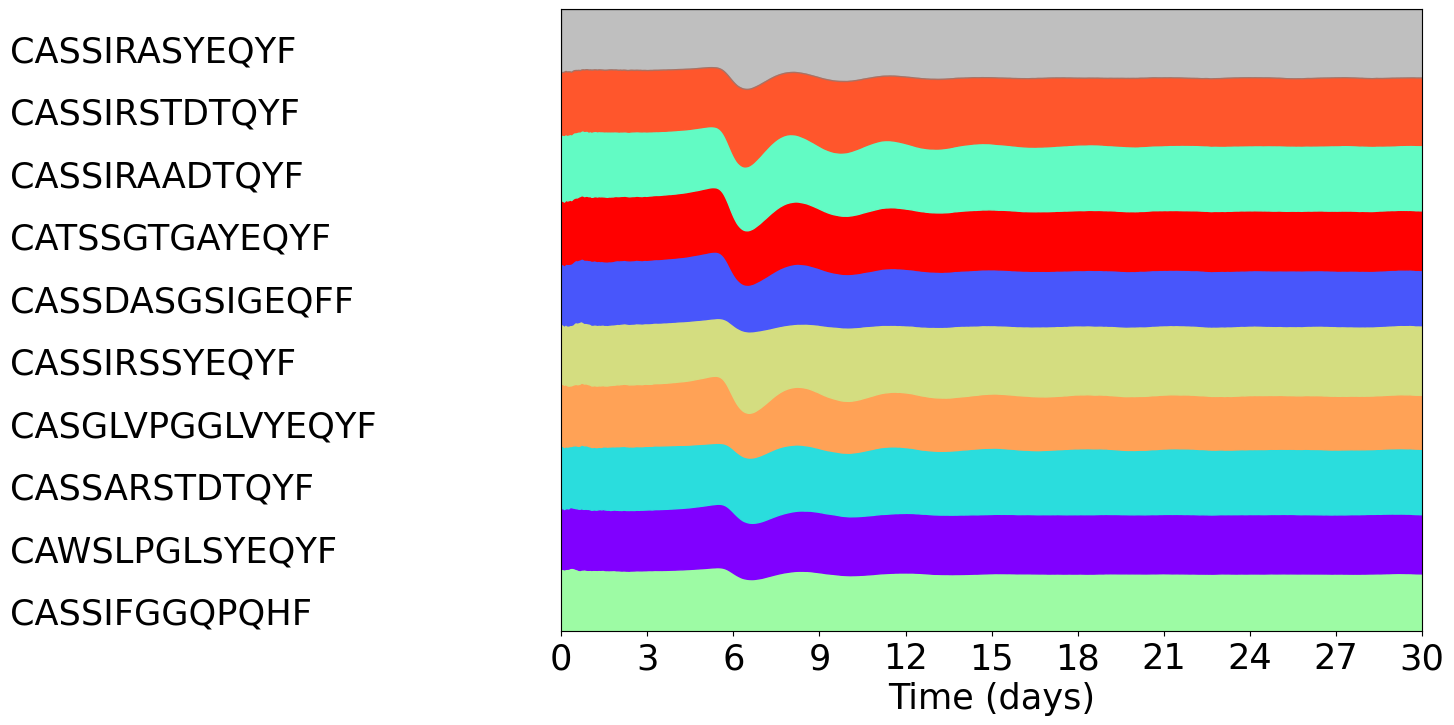 CASSIRASYEQYF
CASSIRSTDTQYF
CASSIRAADTQYF
CATSSGTGAYEQYF
CASSDASGSIGEQFF
CASSIRSSYEQYF
CASGLVPGGLVYEQYF
CASSARSTDTQYF
CAWSLPGLSYEQYF
CASSIFGGQPQHF
0 3 6 9 12 15 18 21 24 27 30
Time (days)